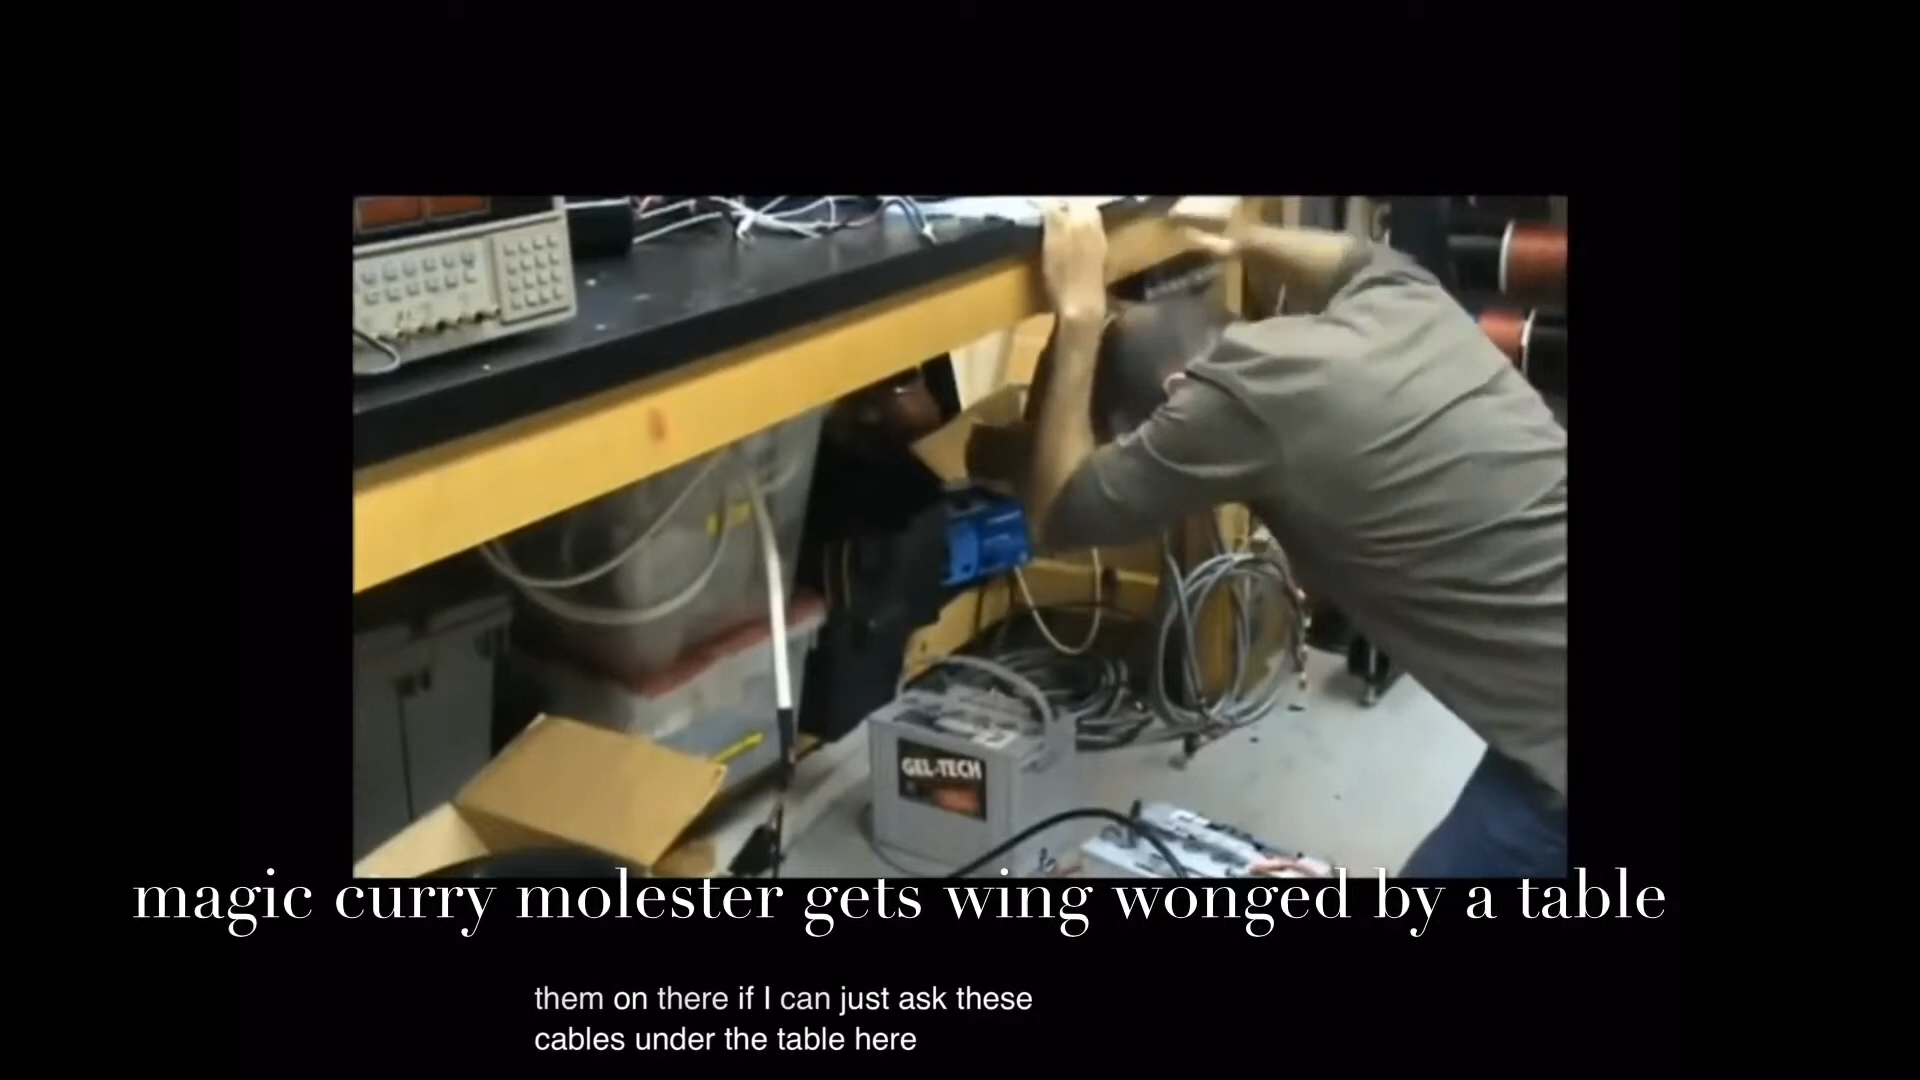 GEL-TECH
magic curry molester gets wing wonged by a table
them on there if I can just ask these
cables under the table here